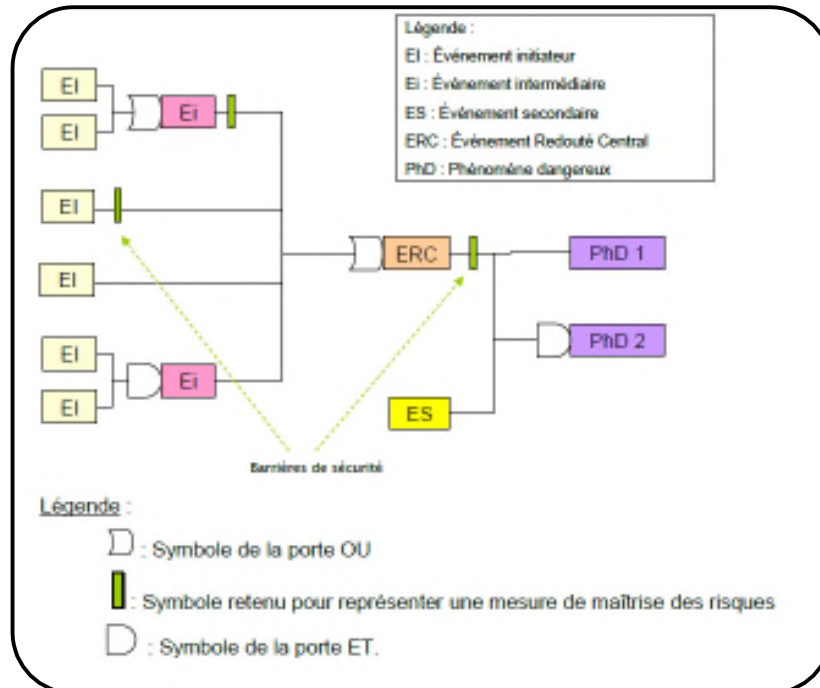 Légende :
EI : Événement initiateur
Ei : Événement intermédiaire
ES : Événement secondaire
ERC : Événement Redouté Central
PhD : Phénomène dangereux
EI
EI
Ei
EI
EI
EI
EI
Ei
ERC
PhD 1
PhD 2
ES
Barrières de sécurité
Légende :
: Symbole de la porte OU
: Symbole retenu pour représenter une mesure de maîtrise des risques
: Symbole de la porte ET.